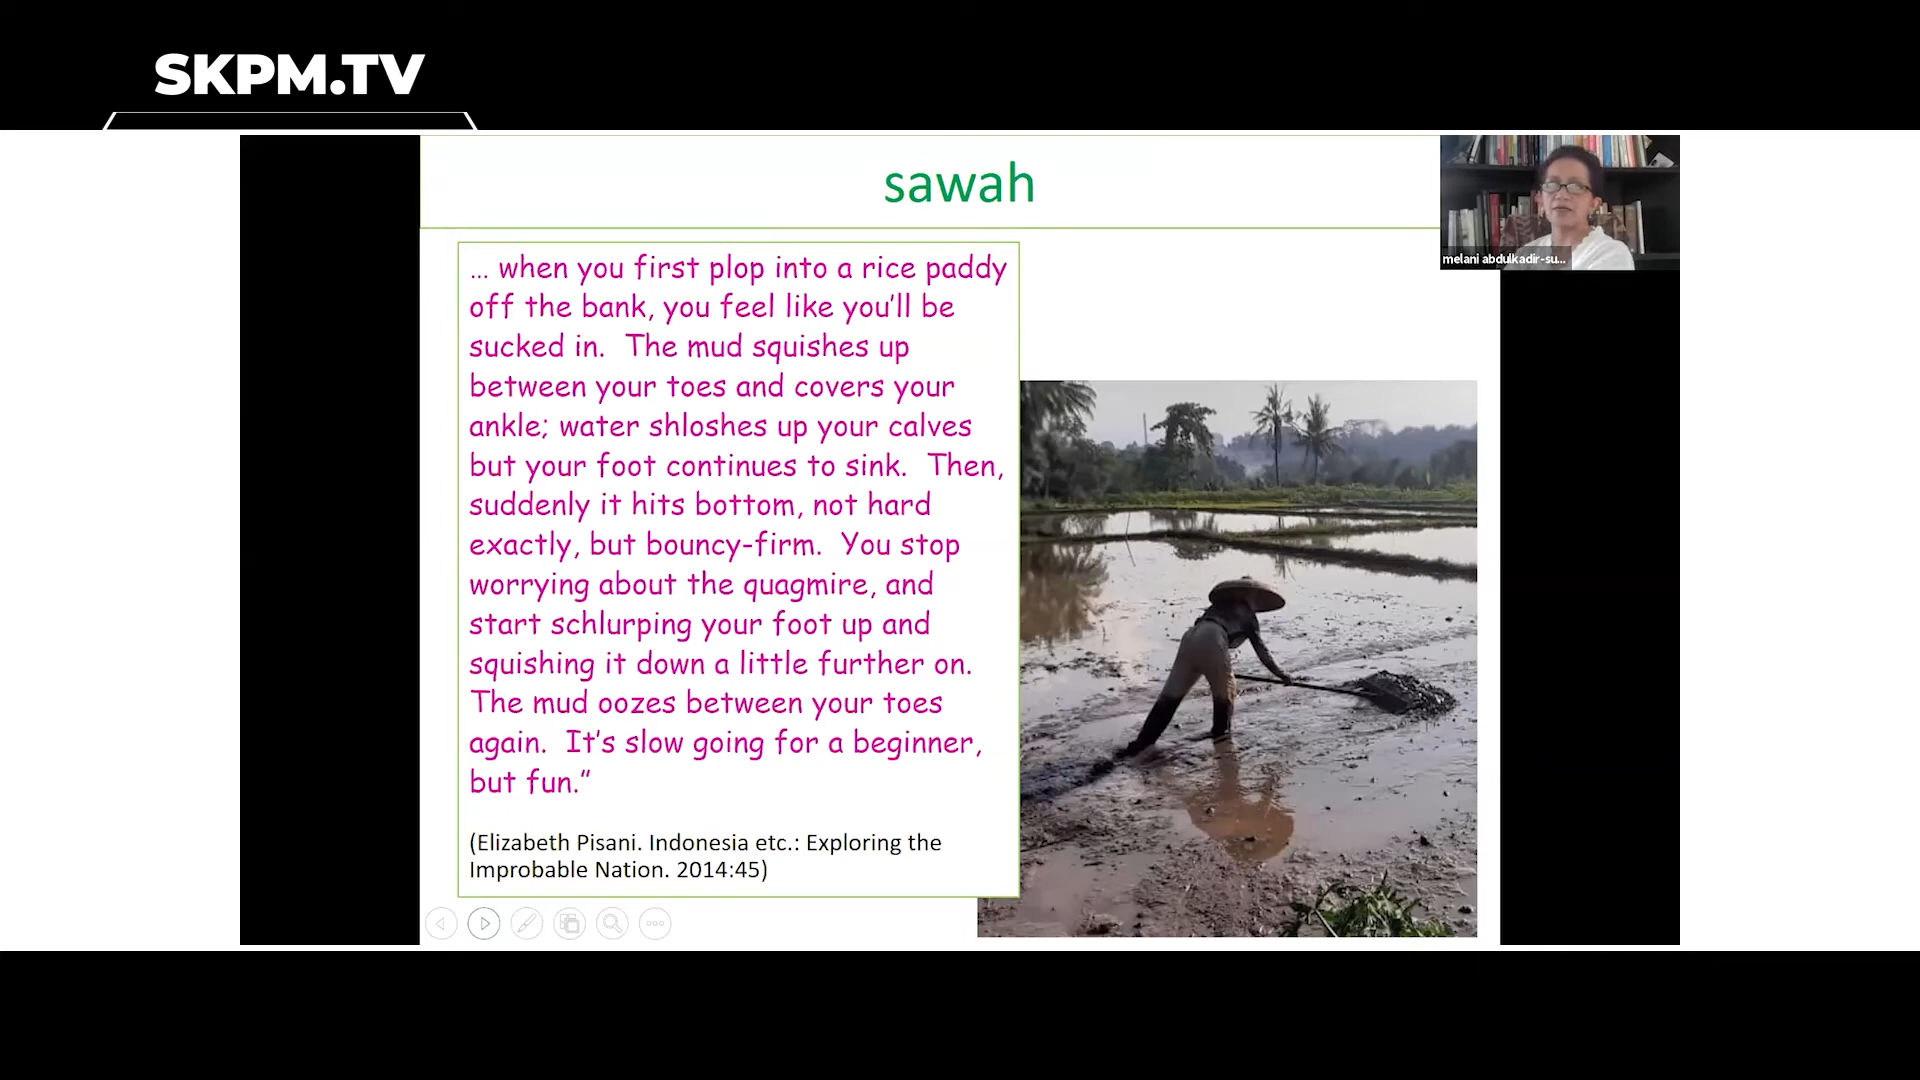 SKPM.TV
sawah
melani abdulkadir-su...
... when you first plop into a rice paddy
off the bank, you feel like you’ll be
sucked in. The mud squishes up
between your toes and covers your
ankle; water shloshes up your calves
but your foot continues to sink. Then,
suddenly it hits bottom, not hard
exactly, but bouncy-firm. You stop
worrying about the quagmire, and
start schlurping your foot up and
squishing it down a little further on.
The mud oozes between your toes
again. It’s slow going for a beginner,
but fun.”
(Elizabeth Pisani. Indonesia etc.: Exploring the
Improbable Nation. 2014:45)